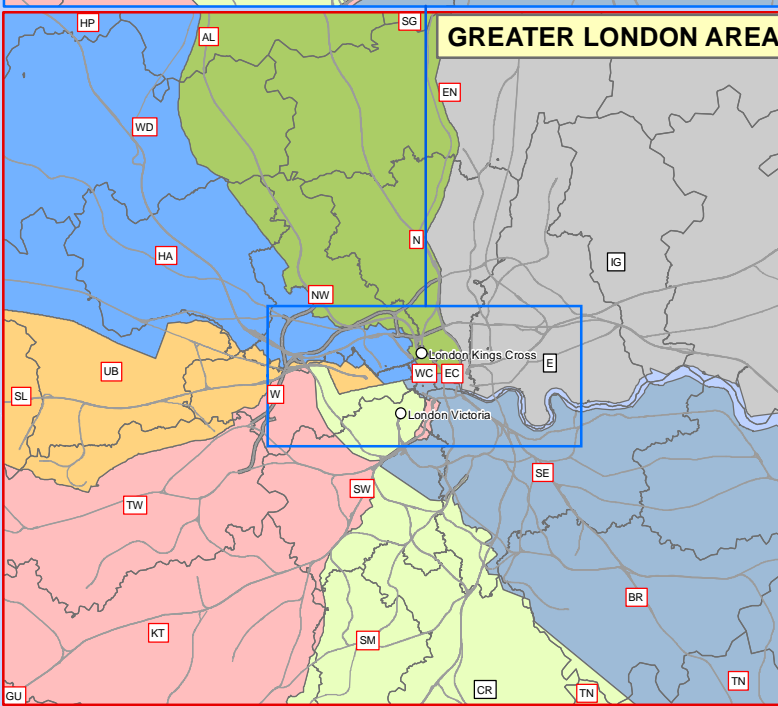 HP
SG
AL
GREATER LONDON AREA
EN
WD
N
HA
IG
NW
London Kings Cross
E
UB
WC
EC
SL
W
London Victoria
SE
SW
TW
BR
KT
SM
TN
CR
TN
GU